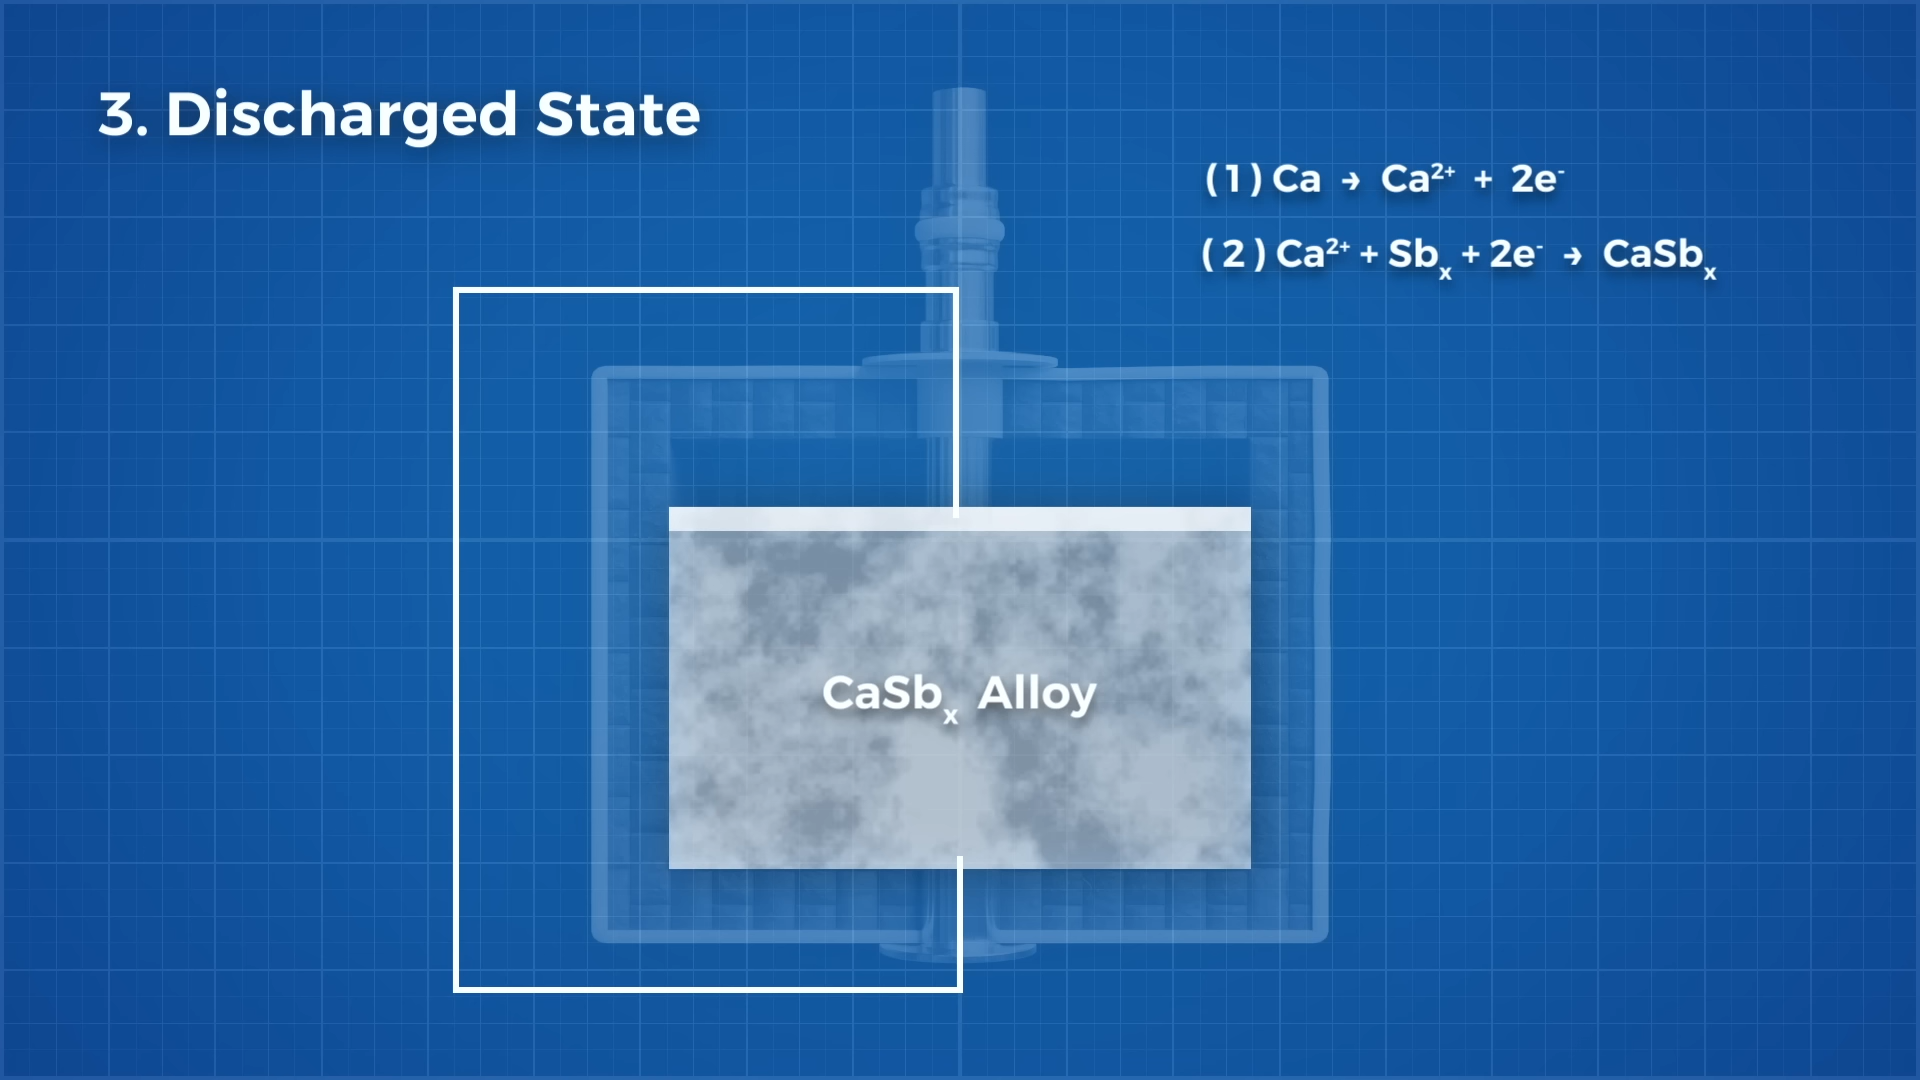 3. Discharged State
(1) Ca → Ca²⁺ + 2e⁻
(2) Ca²⁺ + Sbₓ + 2e⁻ → CaSbₓ
CaSbₓ Alloy